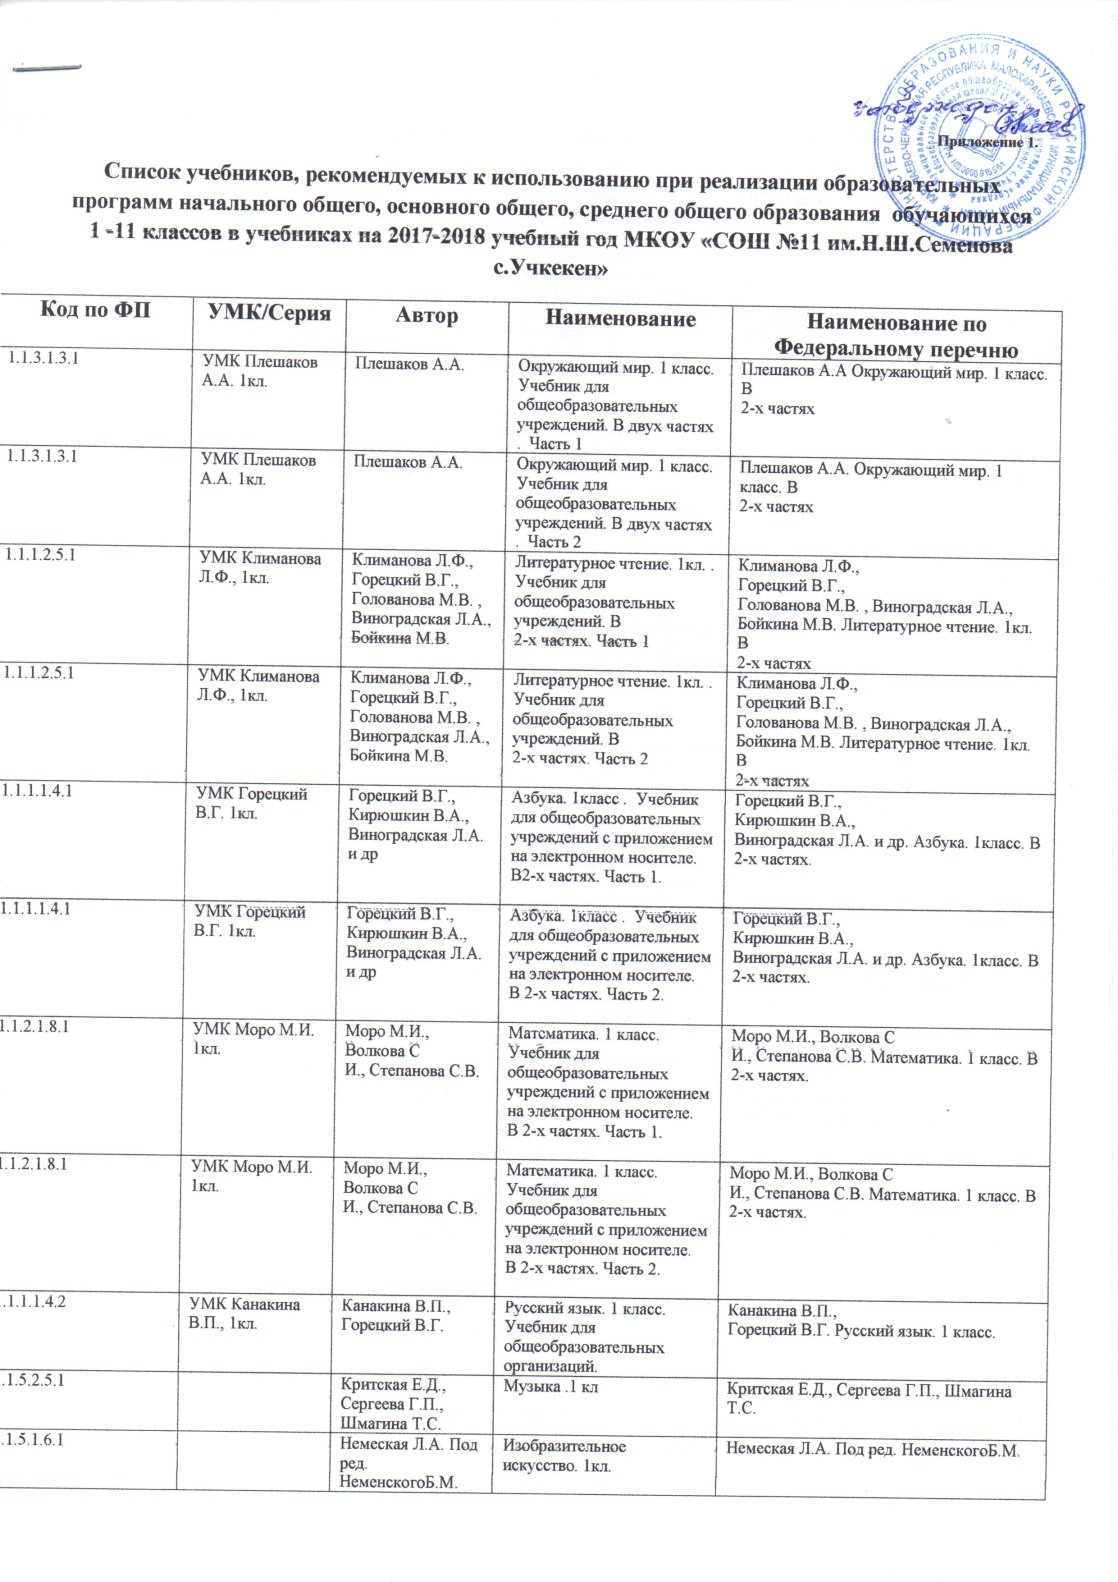 Утверждаю
Приложение 1.
Список учебников, рекомендуемых к использованию при реализации образовательных
программ начального общего, основного общего, среднего общего образования обучающихся
1 -11 классов в учебниках на 2017-2018 учебный год МКОУ «СОШ №11 им.Н.Ш.Семенова
с.Учкекен»
Код по ФП
УМК/Серия
Автор
Наименование
Наименование по
Федеральному перечню
1.1.3.1.3.1
УМК Плешаков
А.А. 1кл.
Плешаков А.А.
Окружающий мир. 1 класс.
Учебник для
общеобразовательных
учреждений. В двух частях
. Часть 1
Плешаков А.А Окружающий мир. 1 класс.
В
2-х частях
1.1.3.1.3.1
УМК Плешаков
А.А. 1кл.
Плешаков А.А.
Окружающий мир. 1 класс.
Учебник для
общеобразовательных
учреждений. В двух частях
. Часть 2
Плешаков А.А. Окружающий мир. 1
класс. В
2-х частях
1.1.1.2.5.1
УМК Климанова
Л.Ф., 1кл.
Климанова Л.Ф.,
Горецкий В.Г.,
Голованова М.В. ,
Виноградская Л.А.,
Бойкина М.В.
Литературное чтение. 1кл. .
Учебник для
общеобразовательных
учреждений. В
2-х частях. Часть 1
Климанова Л.Ф.,
Горецкий В.Г.,
Голованова М.В. , Виноградская Л.А.,
Бойкина М.В. Литературное чтение. 1кл.
В
2-х частях
1.1.1.2.5.1
УМК Климанова
Л.Ф., 1кл.
Климанова Л.Ф.,
Горецкий В.Г.,
Голованова М.В. ,
Виноградская Л.А.,
Бойкина М.В.
Литературное чтение. 1кл. .
Учебник для
общеобразовательных
учреждений. В
2-х частях. Часть 2
Климанова Л.Ф.,
Горецкий В.Г.,
Голованова М.В. , Виноградская Л.А.,
Бойкина М.В. Литературное чтение. 1кл.
В
2-х частях
1.1.1.1.4.1
УМК Горецкий
В.Г. 1кл.
Горецкий В.Г.,
Кирюшкин В.А.,
Виноградская Л.А.
и др
Азбука. 1класс . Учебник
для общеобразовательных
учреждений с приложением
на электронном носителе.
В2-х частях. Часть 1.
Горецкий В.Г.,
Кирюшкин В.А.,
Виноградская Л.А. и др. Азбука. 1класс. В
2-х частях.
1.1.1.1.4.1
УМК Горецкий
В.Г. 1кл.
Горецкий В.Г.,
Кирюшкин В.А.,
Виноградская Л.А.
и др
Азбука. 1класс . Учебник
для общеобразовательных
учреждений с приложением
на электронном носителе.
В 2-х частях. Часть 2.
Горецкий В.Г.,
Кирюшкин В.А.,
Виноградская Л.А. и др. Азбука. 1класс. В
2-х частях.
1.1.2.1.8.1
УМК Моро М.И.
1кл.
Моро М.И.,
Волкова С
И., Степанова С.В.
Математика. 1 класс.
Учебник для
общеобразовательных
учреждений с приложением
на электронном носителе.
В 2-х частях. Часть 1.
Моро М.И., Волкова С
И., Степанова С.В. Математика. 1 класс. В
2-х частях.
1.1.2.1.8.1
УМК Моро М.И.
1кл.
Моро М.И.,
Волкова С
И., Степанова С.В.
Математика. 1 класс.
Учебник для
общеобразовательных
учреждений с приложением
на электронном носителе.
В 2-х частях. Часть 2.
Моро М.И., Волкова С
И., Степанова С.В. Математика. 1 класс. В
2-х частях.
.1.1.1.4.2
УМК Канакина
В.П., 1кл.
Канакина В.П.,
Горецкий В.Г.
Русский язык. 1 класс.
Учебник для
общеобразовательных
организаций.
Канакина В.П.,
Горецкий В.Г. Русский язык. 1 класс.
.1.5.2.5.1
Критская Е.Д.,
Сергеева Г.П.,
Шмагина Т.С.
Музыка .1 кл
Критская Е.Д., Сергеева Г.П., Шмагина
Т.С.
.1.5.1.6.1
Немеская Л.А. Под
ред.
НеменскогоБ.М.
Изобразительное
искусство. 1кл.
Немеская Л.А. Под ред. НеменскогоБ.М.